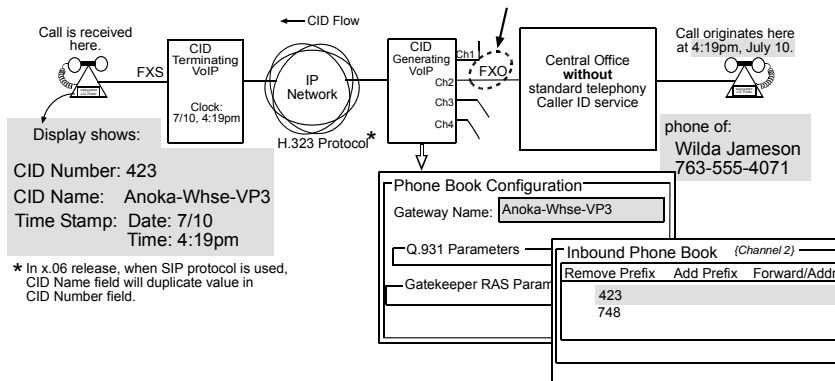 CID Flow
Call is received
here.
FXS
CID
Terminating
VoIP
Clock:
7/10, 4:19pm
IP
Network
H.323 Protocol*
CID
Generating
VoIP
Ch1
Ch2
Ch3
Ch4
FXO
Central Office
without
standard telephony
Caller ID service
Call originates here
at 4:19pm, July 10.
phone of:
Wilda Jameson
763-555-4071
Display shows:
CID Number: 423
CID Name: Anoka-Whse-VP3
Time Stamp: Date: 7/10
Time: 4:19pm
* In x.06 release, when SIP protocol is used,
CID Name field will duplicate value in
CID Number field.
Phone Book Configuration
Gateway Name: Anoka-Whse-VP3
Q.931 Parameters
Gatekeeper RAS Param
Inbound Phone Book {Channel 2}
Remove Prefix Add Prefix Forward/Addr
423
748